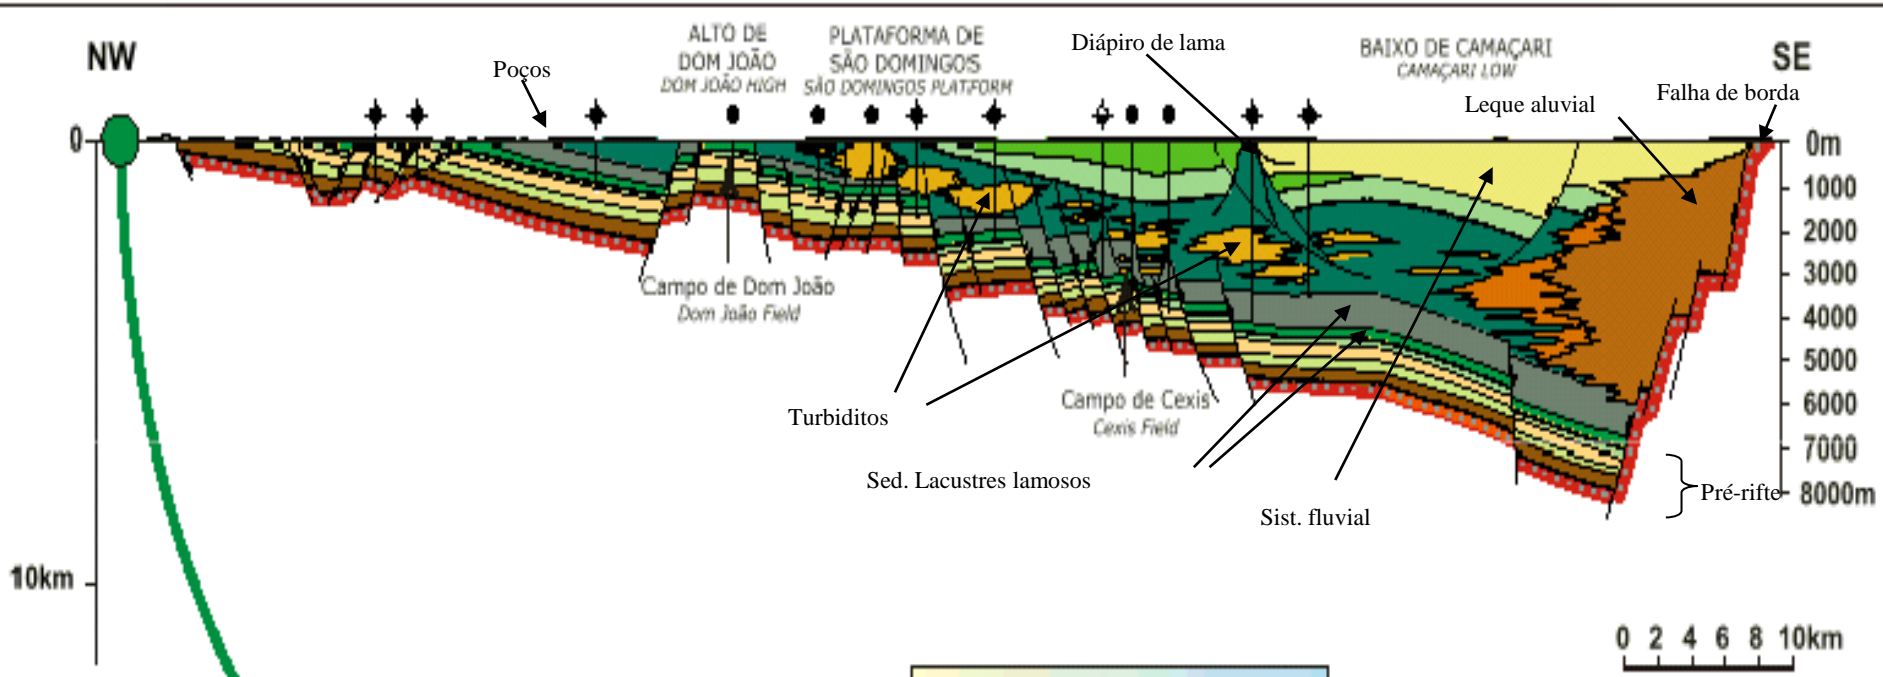 NW
ALTO DE
DOM JOÃO
DOM JOÃO HIGH
PLATAFORMA DE
SÃO DOMINGOS
SÃO DOMINGOS PLATFORM
Diápiro de lama
BAIXO DE CAMAÇARI
CAMAÇARI LOW
SE
Poços
Leque aluvial
Falha de borda
0
0m
1000
2000
3000
4000
5000
6000
7000
8000m
Campo de Dom João
Dom João Field
Campo de Cexis
Cexis Field
Turbiditos
Sed. Lacustres lamosos
Sist. fluvial
Pré-rifte
10km
0 2 4 6 8 10km